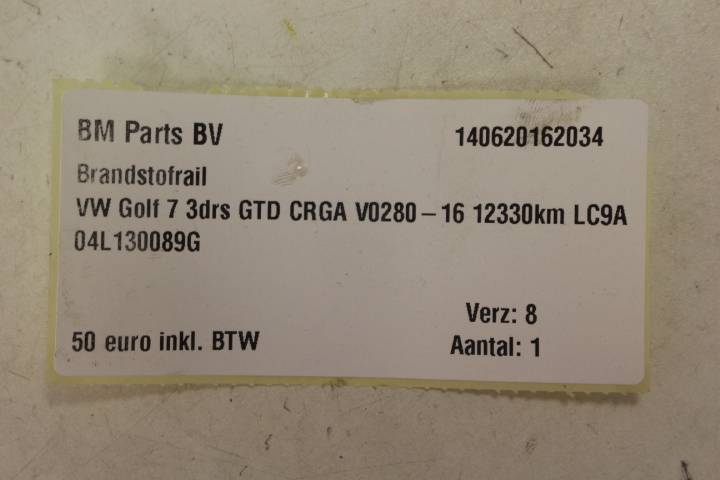 BM Parts BV 140620162034
Brandstofrail
VW Golf 7 3drs GTD CRGA V0280-16 12330km LC9A
04L130089G
Verz: 8
50 euro inkl. BTW Aantal: 1